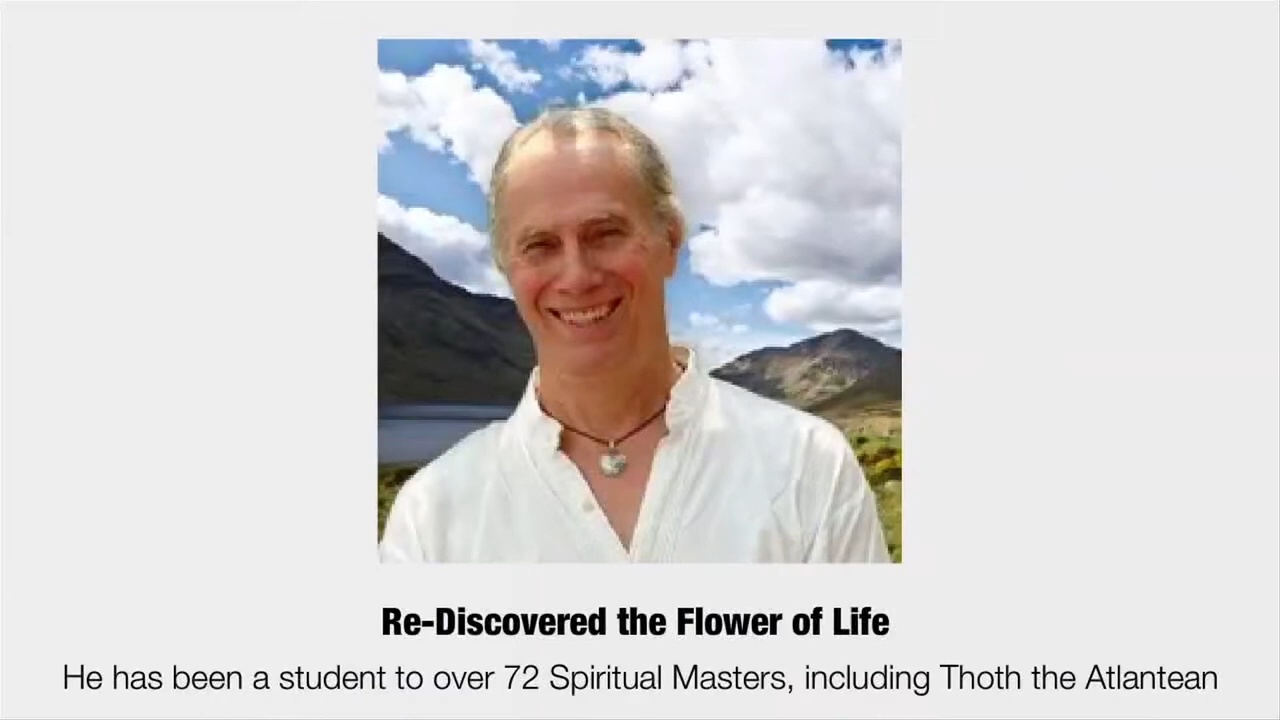 Re-Discovered the Flower of Life
He has been a student to over 72 Spiritual Masters, including Thoth the Atlantean